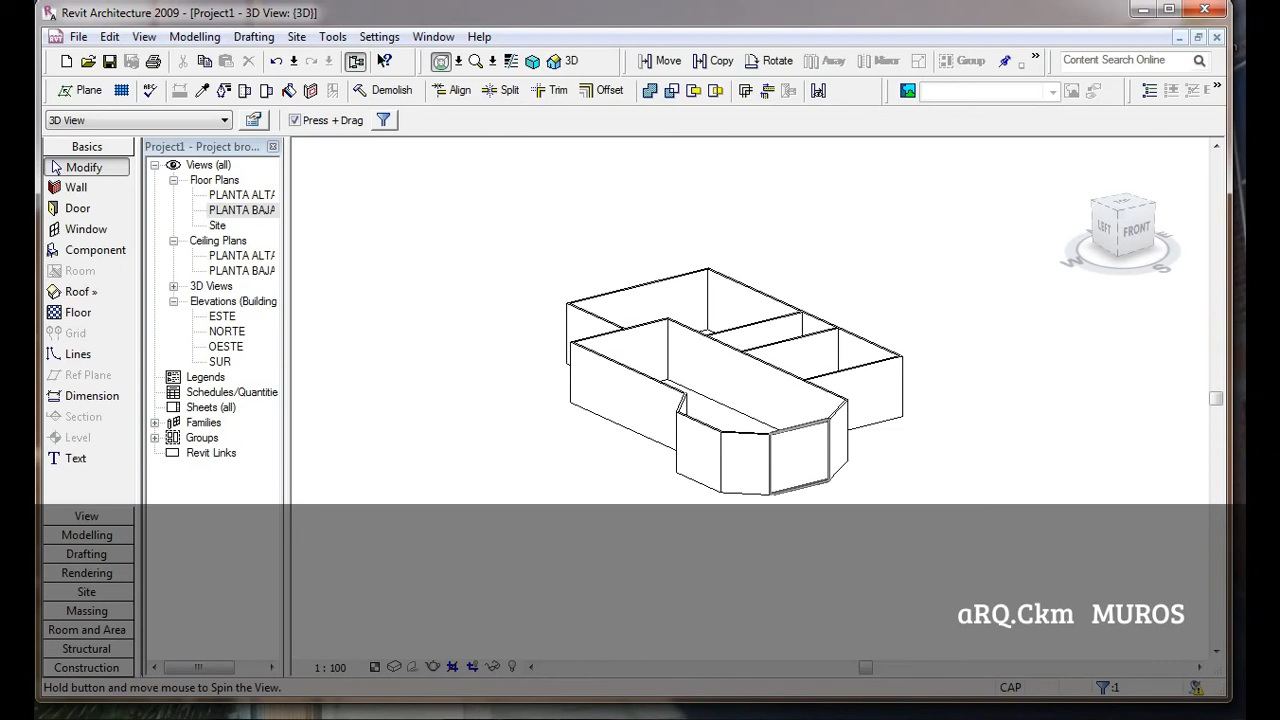 Revit Architecture 2009 - [Project1 - 3D View: {3D}]
File Edit View Modelling Drafting Site Tools Settings Window Help
3D Move Copy Rotate Array Mirror Group » Content Search Online
Plane Demolish Align Split Trim Offset »
3D View Press + Drag
Basics
Modify
Wall
Door
Window
Component
Room
Roof »
Floor
Grid
Lines
Ref Plane
Dimension
Section
Level
Text
View
Modelling
Drafting
Rendering
Site
Massing
Room and Area
Structural
Construction
Project1 - Project bro...
Views (all)
Floor Plans
PLANTA ALTA
PLANTA BAJA
Site
Ceiling Plans
PLANTA ALTA
PLANTA BAJA
3D Views
Elevations (Building
ESTE
NORTE
OESTE
SUR
Legends
Schedules/Quantitie
Sheets (all)
Families
Groups
Revit Links
LEFT FRONT
W S
aRQ.Ckm MUROS
1 : 100
Hold button and move mouse to Spin the View. CAP :1